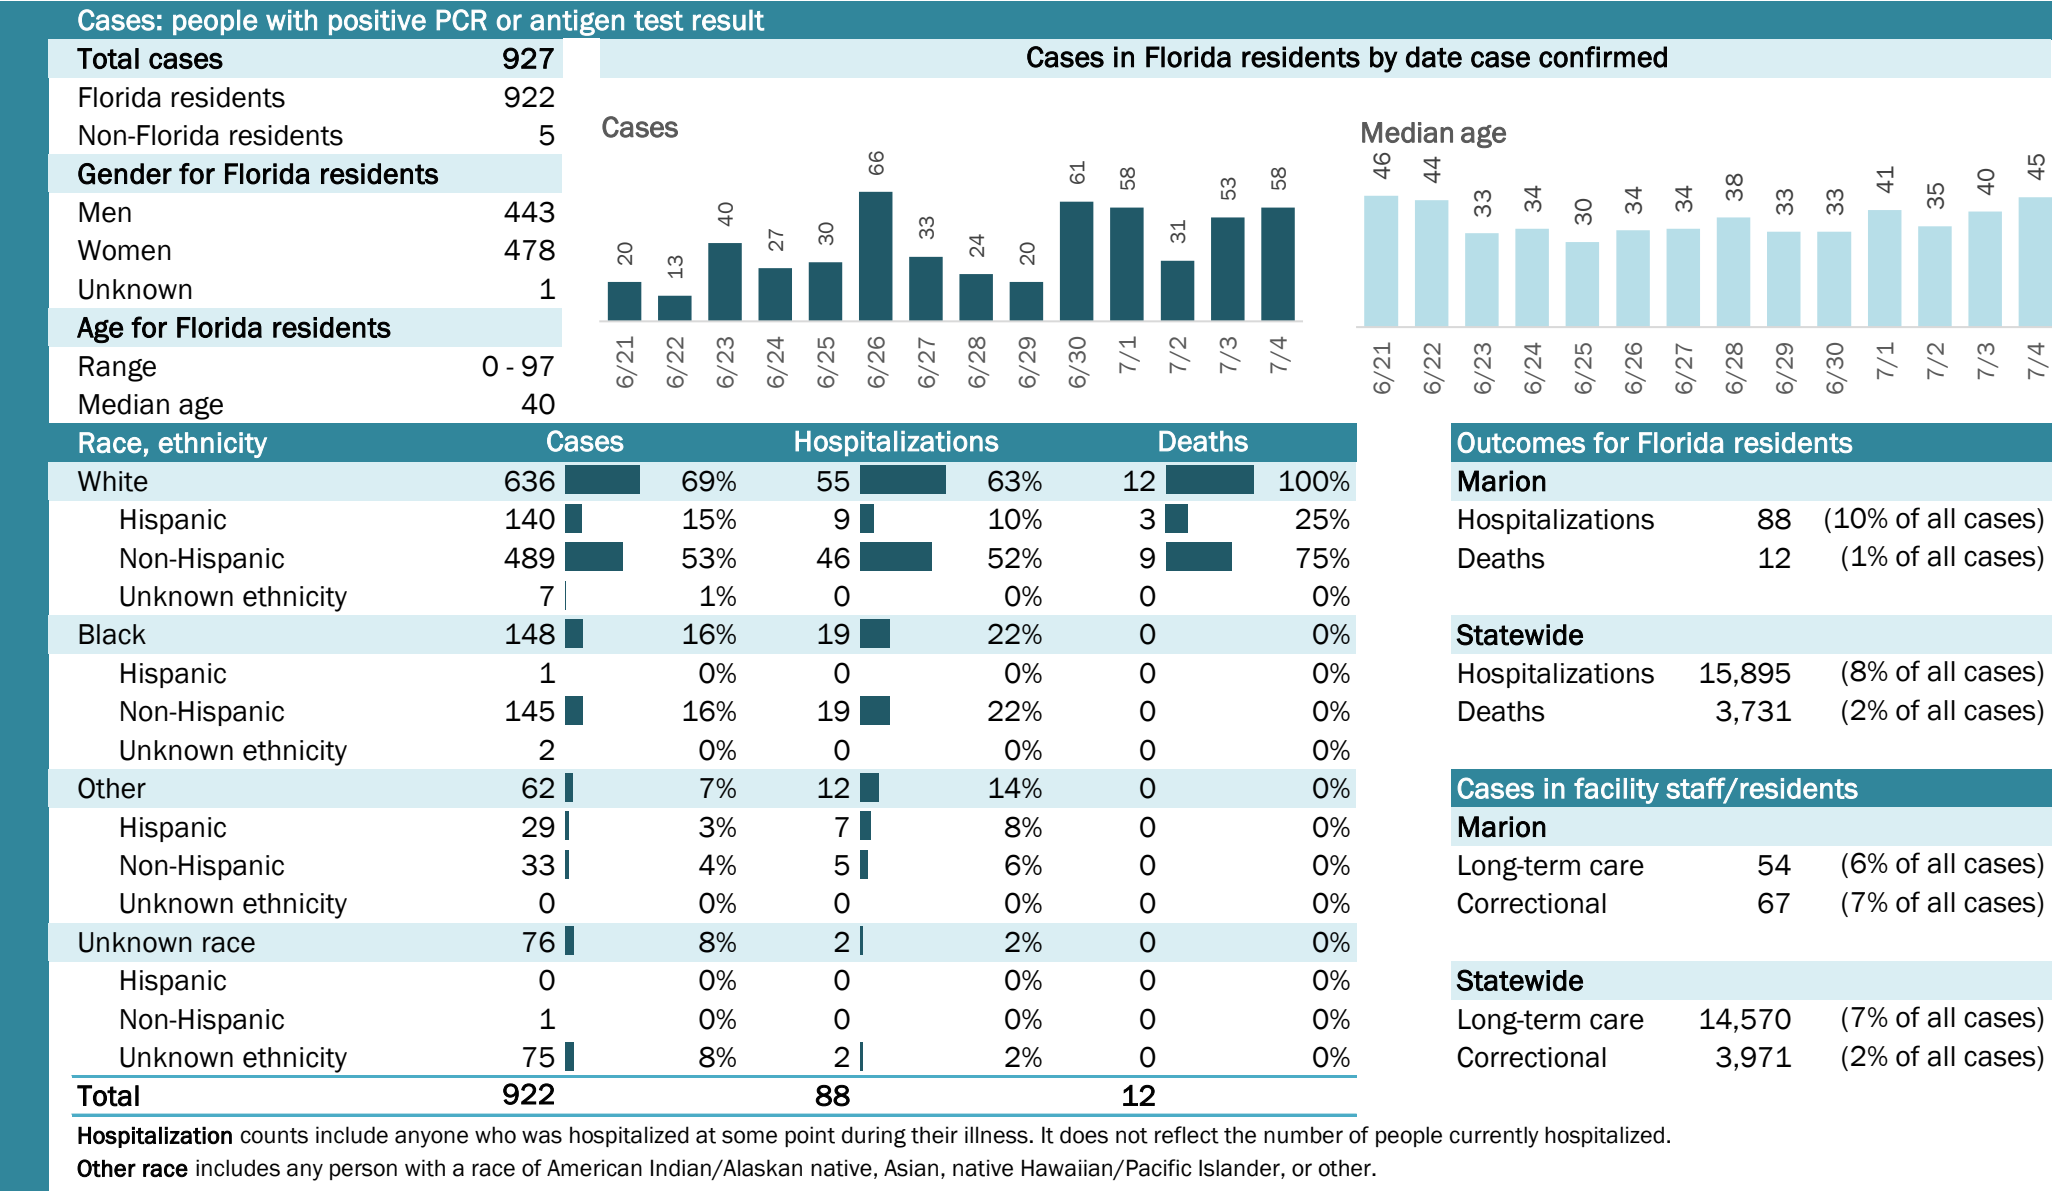 Cases: people with positive PCR or antigen test result
Total cases 927
Florida residents 922
Non-Florida residents 5
Gender for Florida residents
Men 443
Women 478
Unknown 1
Age for Florida residents
Range 0 - 97
Median age 40
Cases in Florida residents by date case confirmed
Cases
20 13 40 27 30 66 33 24 20 61 58 31 53 58
6/21 6/22 6/23 6/24 6/25 6/26 6/27 6/28 6/29 6/30 7/1 7/2 7/3 7/4
Median age
46 44 33 34 30 34 34 38 33 33 41 35 40 45
6/21 6/22 6/23 6/24 6/25 6/26 6/27 6/28 6/29 6/30 7/1 7/2 7/3 7/4
Race, ethnicity Cases Hospitalizations Deaths
White 636 69% 55 63% 12 100%
Hispanic 140 15% 9 10% 3 25%
Non-Hispanic 489 53% 46 52% 9 75%
Unknown ethnicity 7 1% 0 0% 0 0%
Black 148 16% 19 22% 0 0%
Hispanic 1 0% 0 0% 0 0%
Non-Hispanic 145 16% 19 22% 0 0%
Unknown ethnicity 2 0% 0 0% 0 0%
Other 62 7% 12 14% 0 0%
Hispanic 29 3% 7 8% 0 0%
Non-Hispanic 33 4% 5 6% 0 0%
Unknown ethnicity 0 0% 0 0% 0 0%
Unknown race 76 8% 2 2% 0 0%
Hispanic 0 0% 0 0% 0 0%
Non-Hispanic 1 0% 0 0% 0 0%
Unknown ethnicity 75 8% 2 2% 0 0%
Total 922 88 12
Outcomes for Florida residents
Marion
Hospitalizations 88 (10% of all cases)
Deaths 12 (1% of all cases)
Statewide
Hospitalizations 15,895 (8% of all cases)
Deaths 3,731 (2% of all cases)
Cases in facility staff/residents
Marion
Long-term care 54 (6% of all cases)
Correctional 67 (7% of all cases)
Statewide
Long-term care 14,570 (7% of all cases)
Correctional 3,971 (2% of all cases)
Hospitalization counts include anyone who was hospitalized at some point during their illness. It does not reflect the number of people currently hospitalized.
Other race includes any person with a race of American Indian/Alaskan native, Asian, native Hawaiian/Pacific Islander, or other.